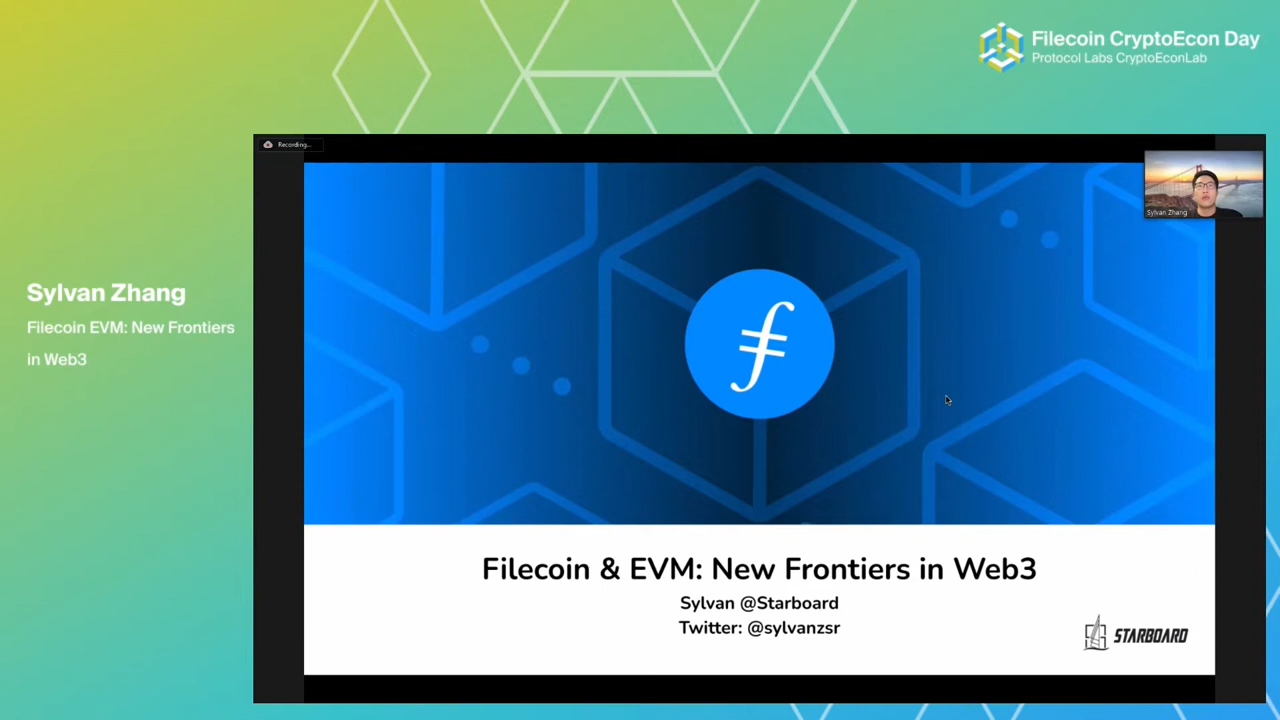 Filecoin CryptoEcon Day
Protocol Labs CryptoEconLab
Recording...
Sylvan Zhang
Sylvan Zhang
Filecoin EVM: New Frontiers
in Web3
Filecoin & EVM: New Frontiers in Web3
Sylvan @Starboard
Twitter: @sylvanzsr
STARBOARD